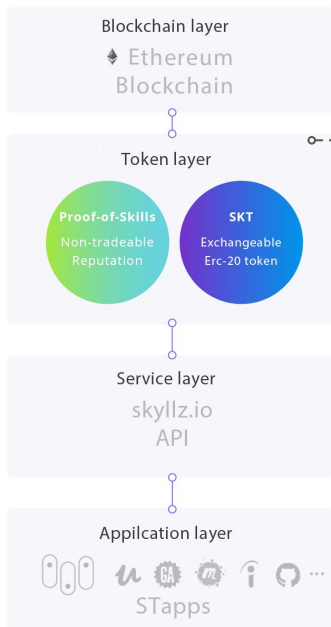 Blockchain layer
Ethereum
Blockchain
Token layer
Proof-of-Skills
Non-tradeable
Reputation
SKT
Exchangeable
Erc-20 token
Service layer
skyllz.io
API
Appilcation layer
GA
m
...
STapps